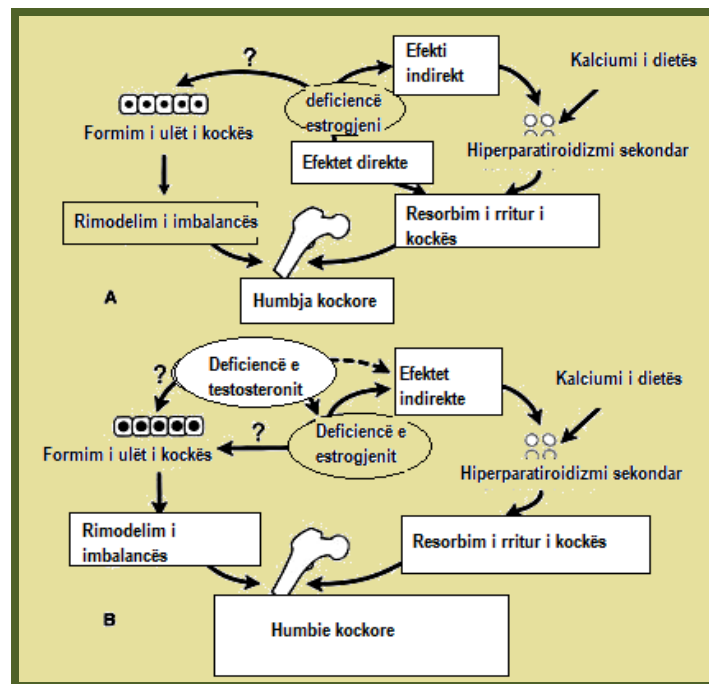 Efekti
indirekt
Kalciumi i dietës
?
deficiencë
estrogjeni
Formim i ulët i kockës
Hiperparatiroidizmi sekondar
Efektet direkte
Rimodelim i imbalancës
Resorbim i rritur i
kockës
A
Humbja kockore
Deficiencë e
testosteronit
?
Efektet
indirekte
Kalciumi i dietës
?
Deficiencë e
estrogjenit
Formim i ulët i kockës
Hiperparatiroidizmi sekondar
Rimodelim i
imbalancës
Resorbim i rritur i kockës
B
Humbie kockore